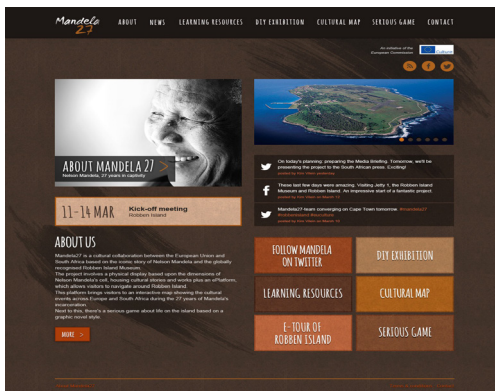 Mandela 27
ABOUT NEWS LEARNING RESOURCES DIY EXHIBITION CULTURAL MAP SERIOUS GAME CONTACT
An initiative of the
European Commission
Culture
ABOUT MANDELA 27 >
Nelson Mandela, 27 years in captivity
On today's planning: preparing the Media Briefing. Tomorrow, we'll be
presenting the project to the South African press. Exciting!
These last few days were amazing. Visiting Jetty 1, the Robben Island
Museum and Robben Island. An impressive start of a fantastic project.
Mandela27-team converging on Cape Town tomorrow. #mandela27
#robbenisland #eoculture
11-14 MAR
Kick-off meeting
Robben Island
ABOUT US
Mandela27 is a cultural collaboration between the European Union and
South Africa based on the iconic story of Nelson Mandela and the globally
recognised Robben Island Museum.
The project involves a physical display based upon the dimensions of
Nelson Mandela's cell, housing cultural stories and works plus an ePlatform,
which allows visitors to navigate around Robben Island.
This platform brings visitors to an interactive map showing the cultural
events across Europe and South Africa during the 27 years of Mandela's
incarceration.
Next to this, there's a serious game about life on the island based on a
graphic novel style.
MORE >
FOLLOW MANDELA
ON TWITTER
DIY EXHIBITION
LEARNING RESOURCES
CULTURAL MAP
E-TOUR OF
ROBBEN ISLAND
SERIOUS GAME